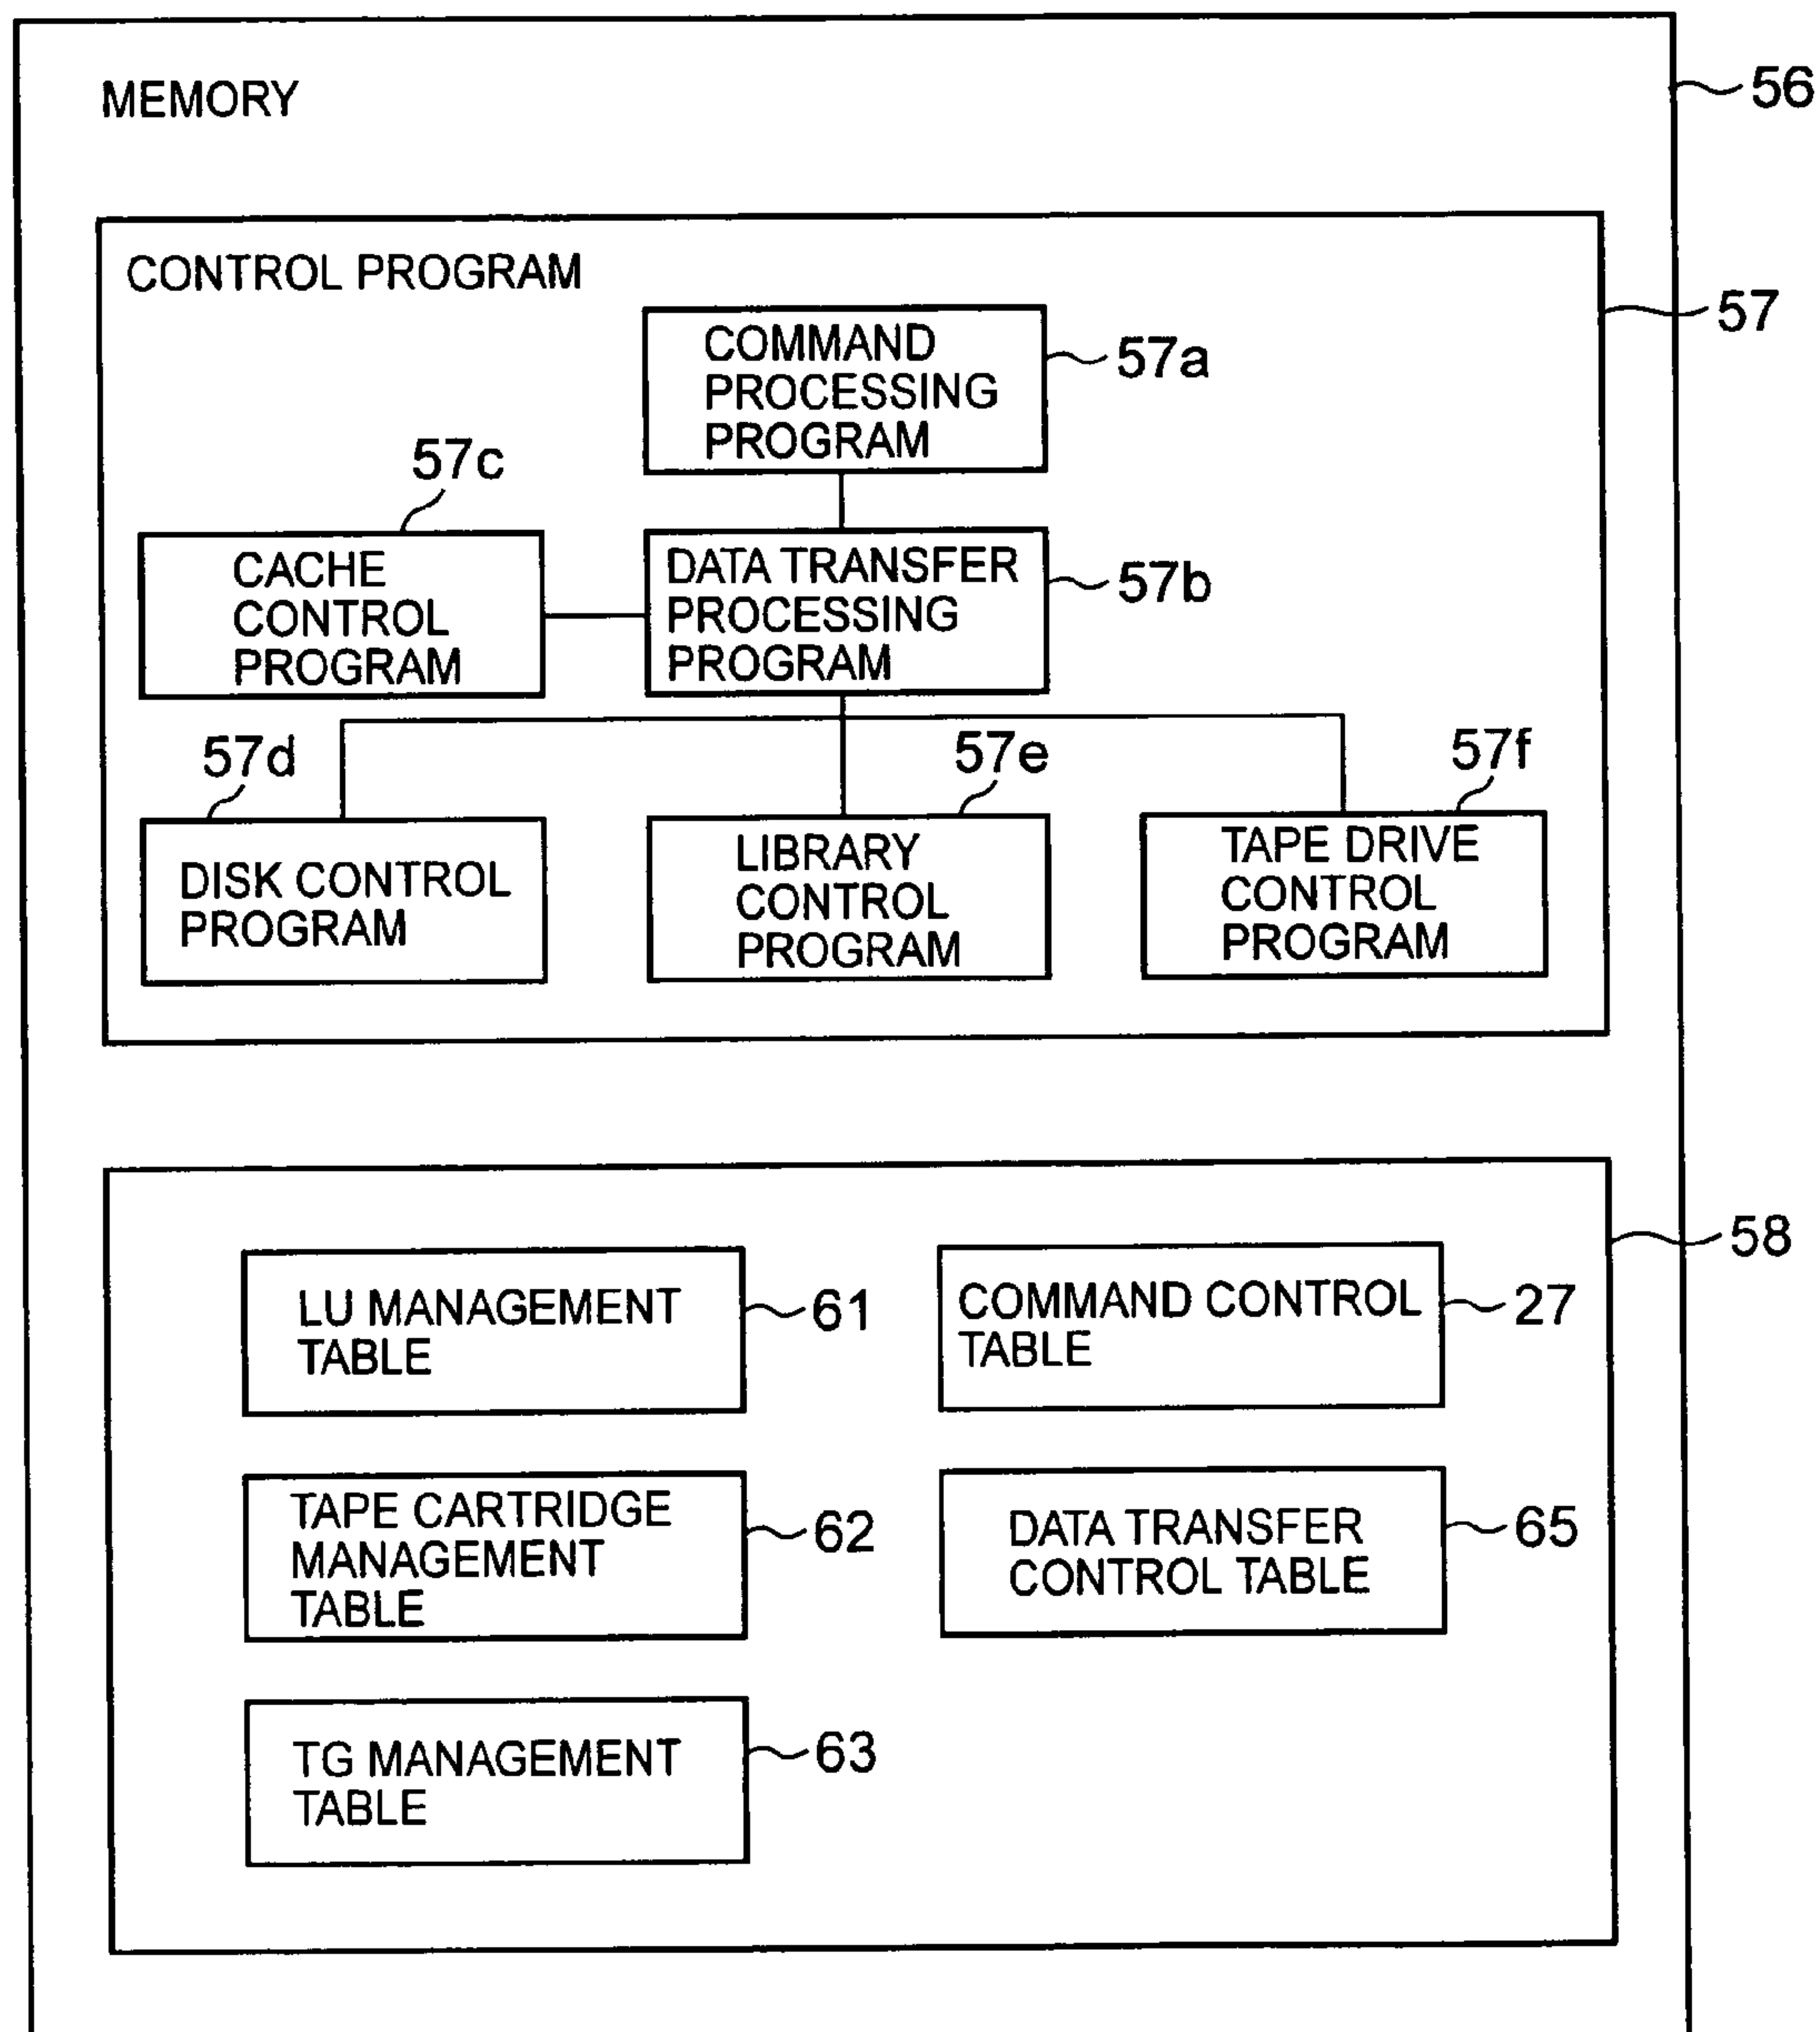 MEMORY
56
CONTROL PROGRAM
57
COMMAND
PROCESSING
PROGRAM
57a
57c
CACHE
CONTROL
PROGRAM
DATA TRANSFER
PROCESSING
PROGRAM
57b
57d
57e
57f
DISK CONTROL
PROGRAM
LIBRARY
CONTROL
PROGRAM
TAPE DRIVE
CONTROL
PROGRAM
58
LU MANAGEMENT
TABLE
61
COMMAND CONTROL
TABLE
27
TAPE CARTRIDGE
MANAGEMENT
TABLE
62
DATA TRANSFER
CONTROL TABLE
65
TG MANAGEMENT
TABLE
63